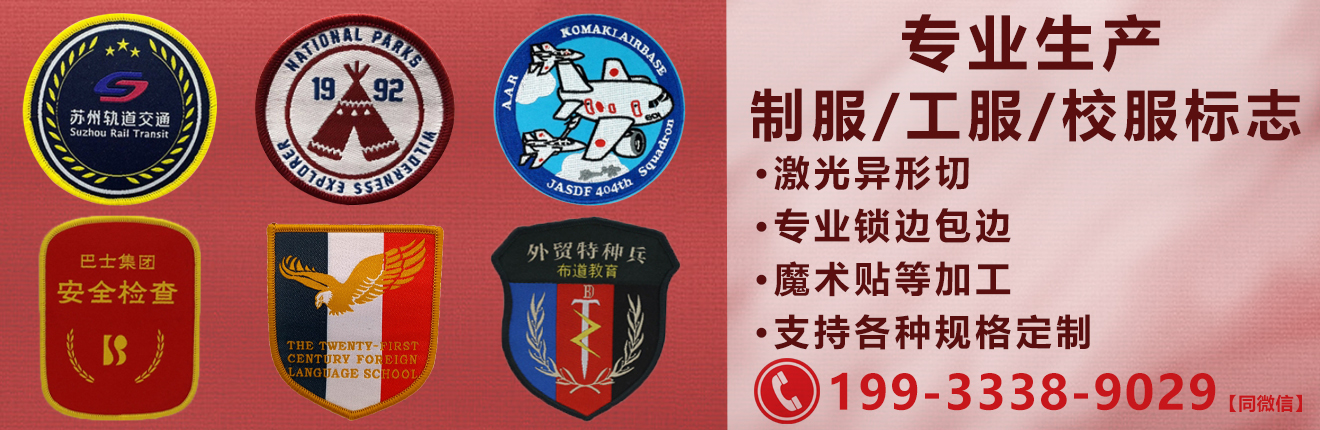 苏州轨道交通
Suzhou Rail Transit
NATIONAL PARKS
19 92
WILDERNESS EXPLORER
KOMAKI AIRBASE
AAR
JASDF 404th Squadron
巴士集团
安全检查
THE TWENTY-FIRST
CENTURY FOREIGN
LANGUAGE SCHOOL
外贸特种兵
布道教育
专业生产
制服/工服/校服标志
·激光异形切
·专业锁边包边
·魔术贴等加工
·支持各种规格定制
199-3338-9029【同微信】